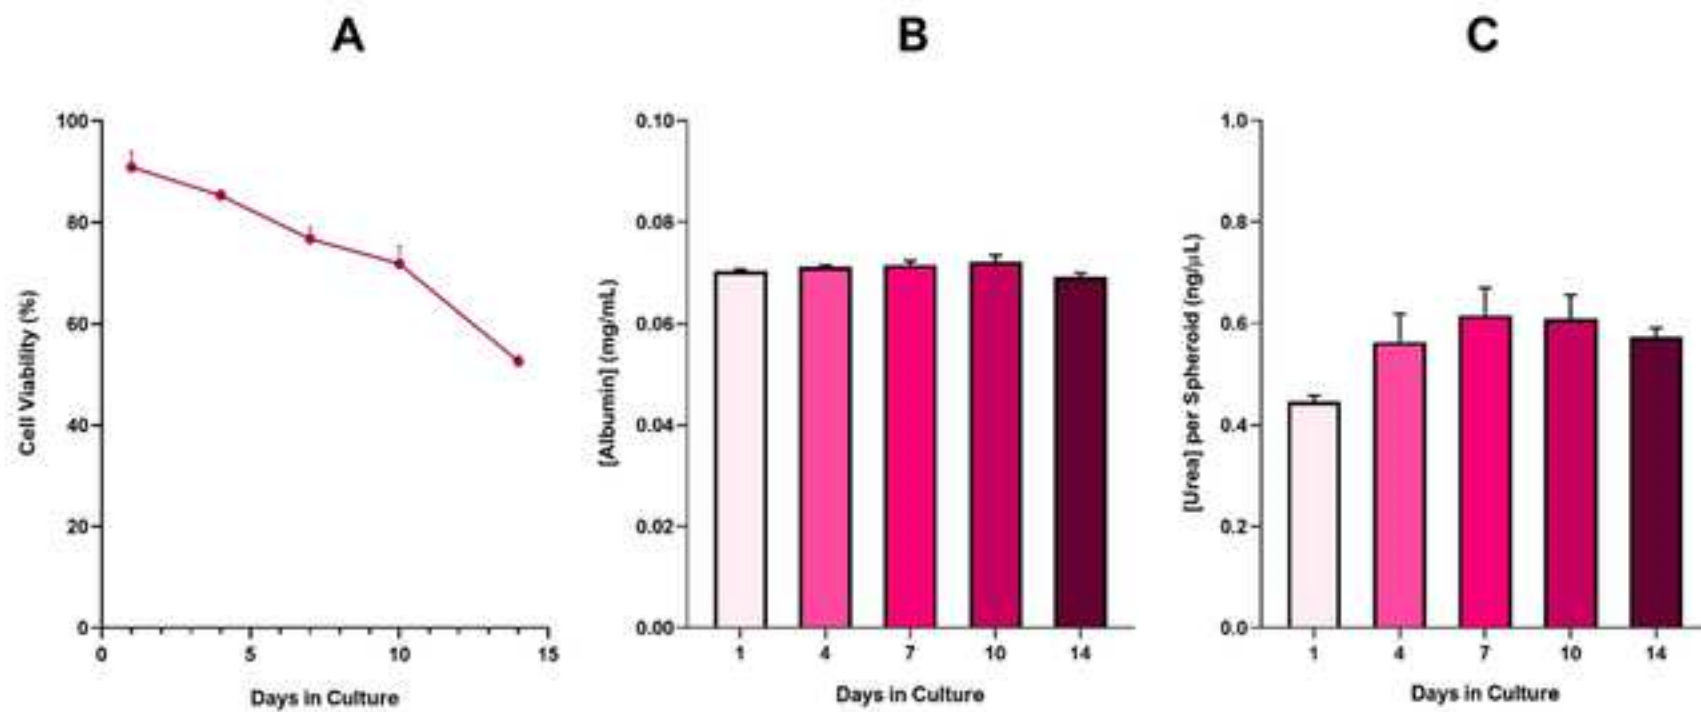 A
B
C
100
80
60
40
20
0
Cell Viability (%)
0 5 10 15
Days in Culture
0.10
0.08
0.06
0.04
0.02
0.00
[Albumin] (mg/mL)
1 4 7 10 14
Days in Culture
1.0
0.8
0.6
0.4
0.2
0.0
[Urea] per Spheroid (ng/μL)
1 4 7 10 14
Days in Culture